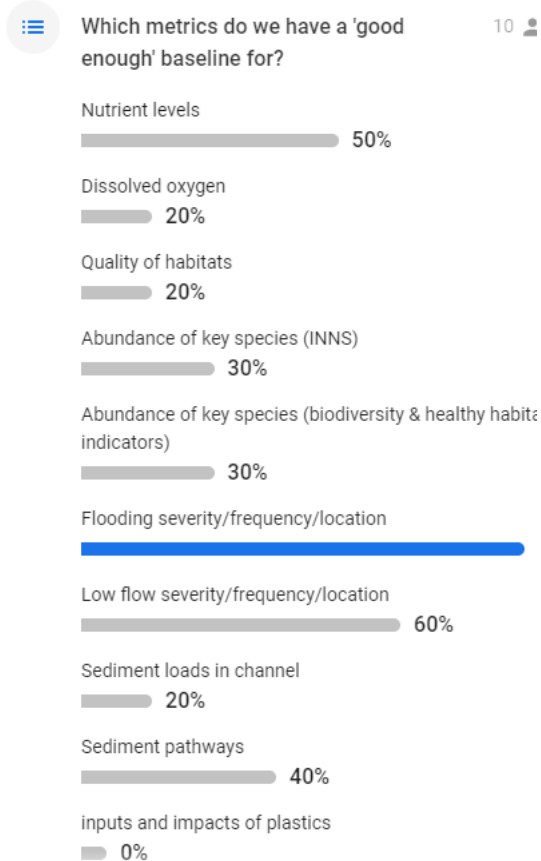 Which metrics do we have a 'good
10
enough' baseline for?
Nutrient levels
50%
Dissolved oxygen
20%
Quality of habitats
20%
Abundance of key species (INNS)
30%
Abundance of key species (biodiversity & healthy habita
indicators)
30%
Flooding severity/frequency/location
Low flow severity/frequency/location
60%
Sediment loads in channel
20%
Sediment pathways
40%
inputs and impacts of plastics
0%